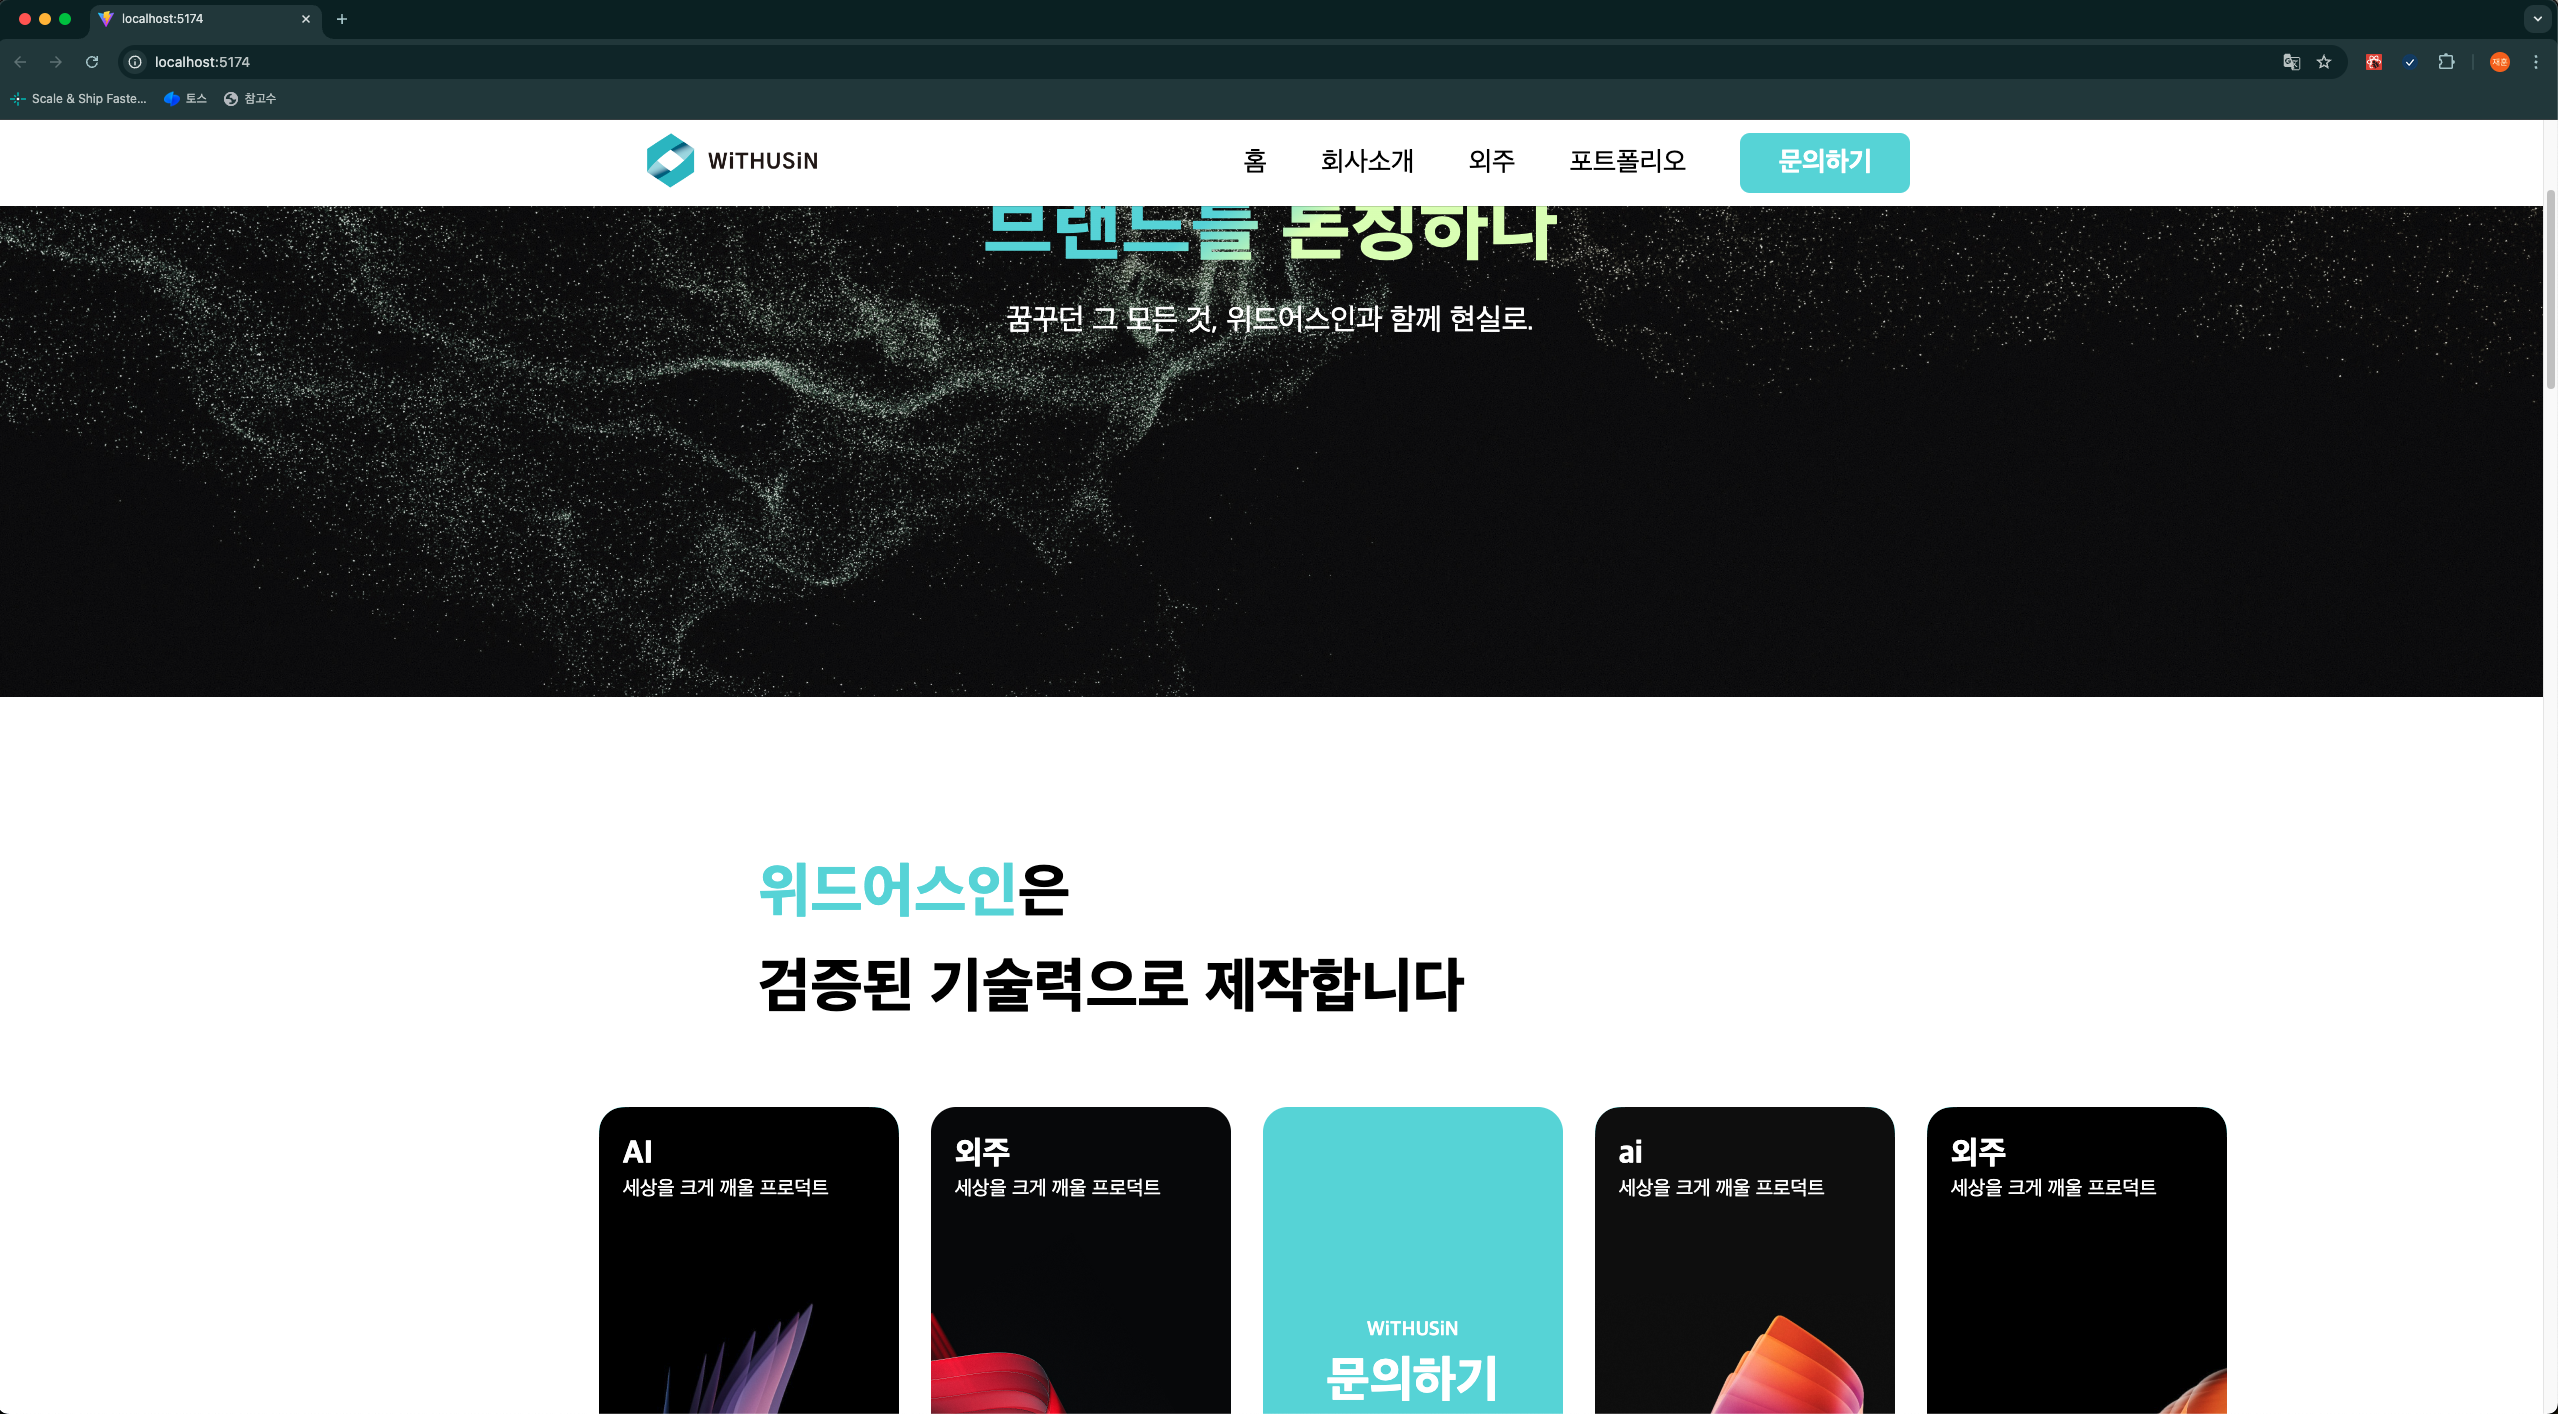 localhost:5174
localhost:5174
Scale & Ship Faste...
토스
참고수
재훈
WiTHUSiN
홈
회사소개
외주
포트폴리오
문의하기
브랜드를
꿈꾸던 그 모든 것, 위드어스인과 함께 현실로.
위드어스인은
검증된 기술력으로 제작합니다
AI
세상을 크게 깨울 프로덕트
외주
세상을 크게 깨울 프로덕트
WiTHUSiN
문의하기
ai
세상을 크게 깨울 프로덕트
외주
세상을 크게 깨울 프로덕트